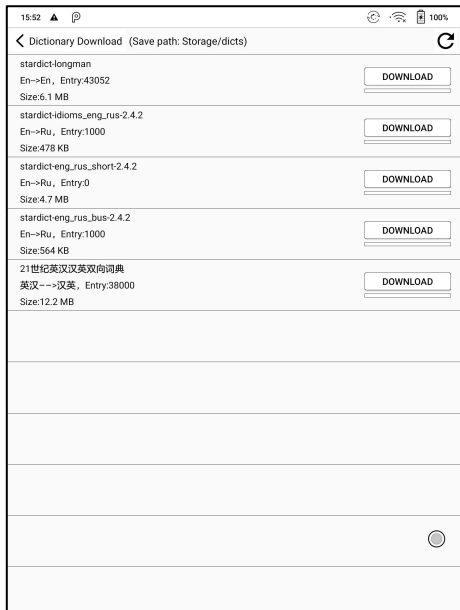 15:52 100%
Dictionary Download (Save path: Storage/dicts)
stardict-longman
En-->En, Entry:43052
Size:6.1 MB
DOWNLOAD
stardict-idioms_eng_rus-2.4.2
En-->Ru, Entry:1000
Size:478 KB
DOWNLOAD
stardict-eng_rus_short-2.4.2
En-->Ru, Entry:0
Size:4.7 MB
DOWNLOAD
stardict-eng_rus_bus-2.4.2
En-->Ru, Entry:1000
Size:564 KB
DOWNLOAD
21世纪英汉汉英双向词典
英汉-->汉英, Entry:38000
Size:12.2 MB
DOWNLOAD